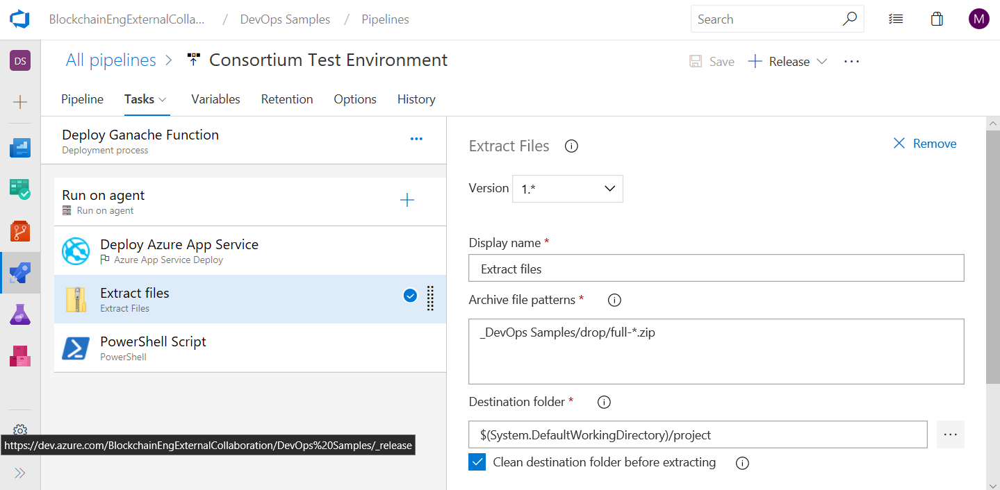 BlockchainEngExternalColla... / DevOps Samples / Pipelines
Search
M
DS
All pipelines > Consortium Test Environment
Save
Release
Pipeline Tasks Variables Retention Options History
Deploy Ganache Function
Deployment process
Run on agent
Run on agent
Deploy Azure App Service
Azure App Service Deploy
Extract files
Extract Files
PowerShell Script
PowerShell
Extract Files
Remove
Version 1.*
Display name *
Extract files
Archive file patterns *
_DevOps Samples/drop/full-*.zip
Destination folder *
$(System.DefaultWorkingDirectory)/project
...
Clean destination folder before extracting
https://dev.azure.com/BlockchainEngExternalCollaboration/DevOps%20Samples/_release